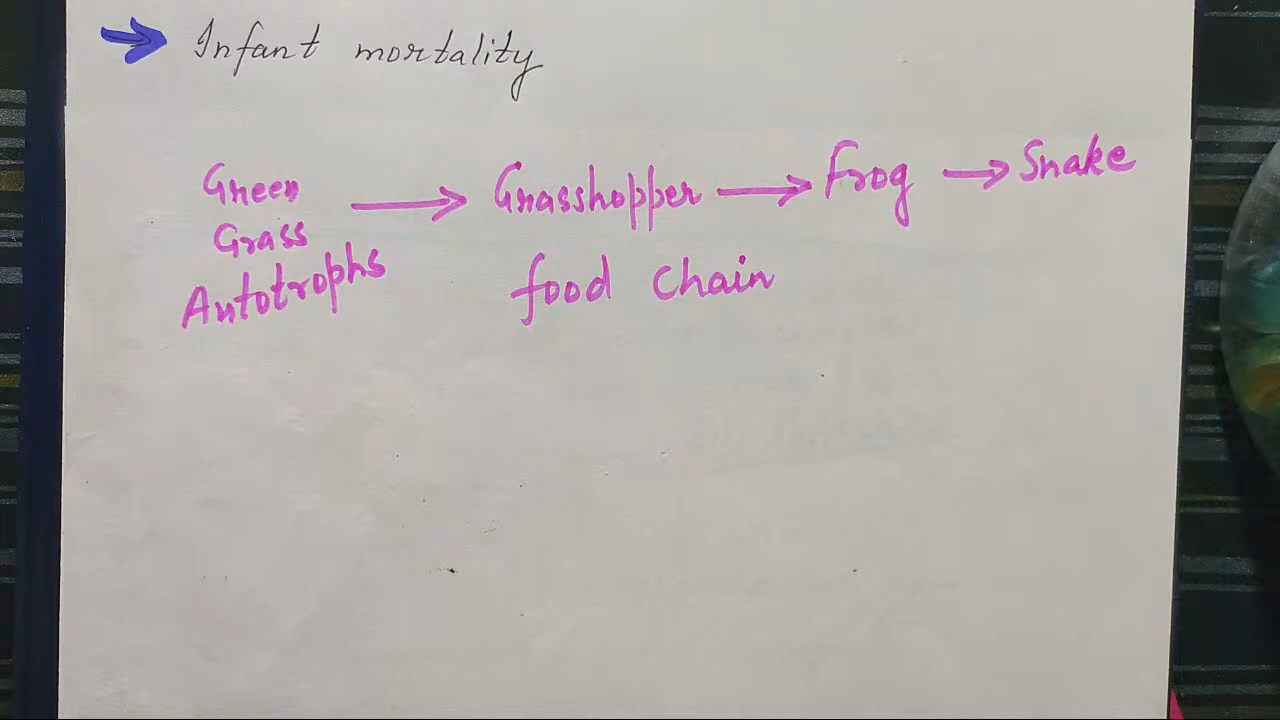 → Infant mortality
Green → Grasshopper → Frog → Snake
Grass
Autotrophs food Chain